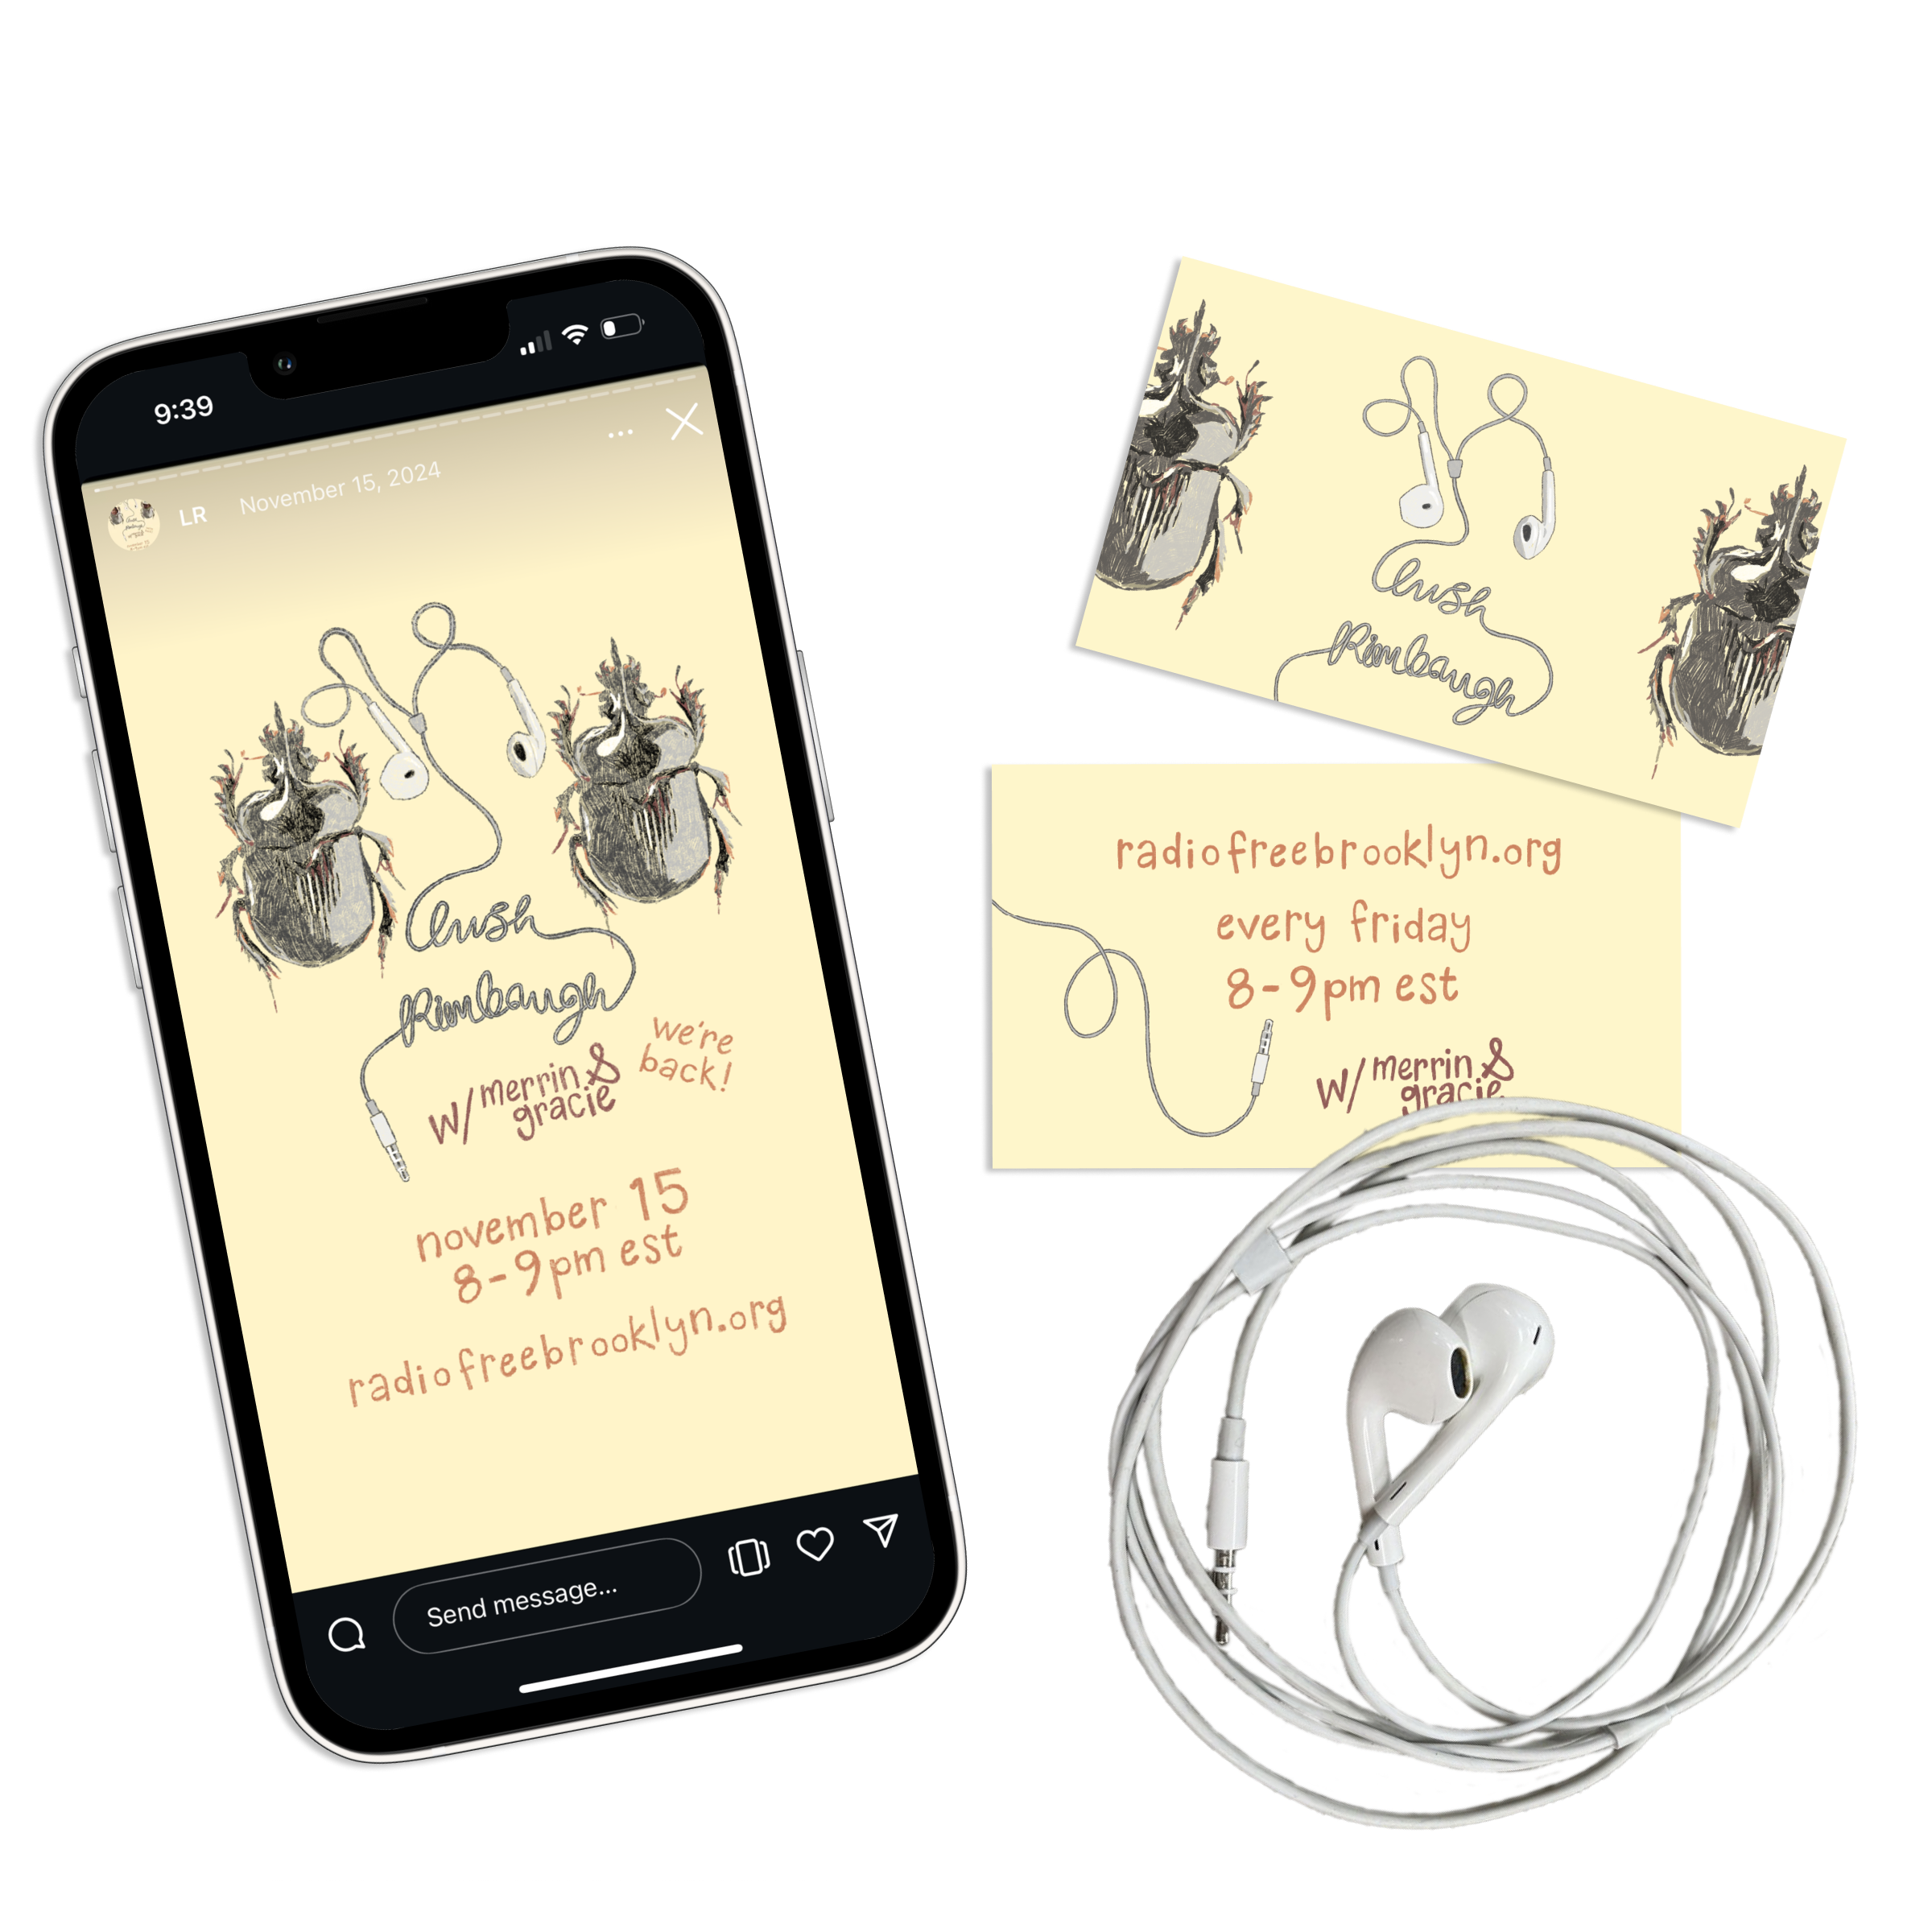 9:39
LR November 15, 2024
Lush
Rimbaugh
we're
back!
w/ merrin &
gracie
november 15
8-9pm est
radiofreebrooklyn.org
Send message...
Lush
Rimbaugh
radiofreebrooklyn.org
every friday
8-9pm est
w/ merrin &
gracie